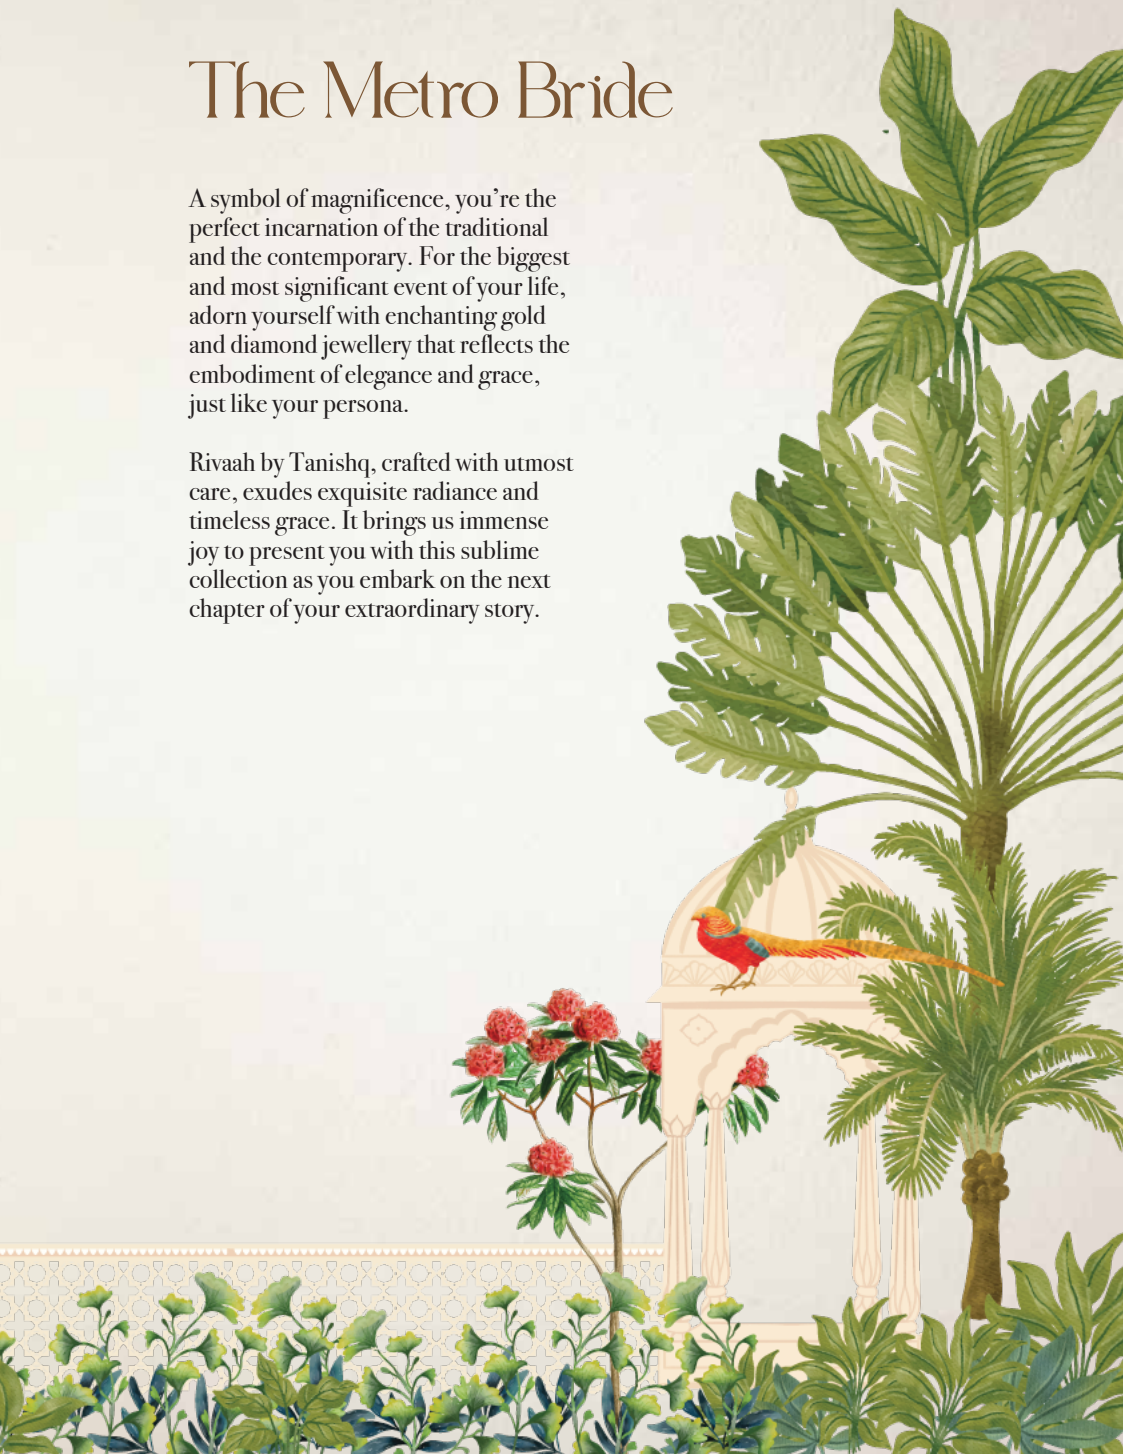 The Metro Bride
A symbol of magnificence, you’re the
perfect incarnation of the traditional
and the contemporary. For the biggest
and most significant event of your life,
adorn yourself with enchanting gold
and diamond jewellery that reflects the
embodiment of elegance and grace,
just like your persona.
Rivaah by Tanishq, crafted with utmost
care, exudes exquisite radiance and
timeless grace. It brings us immense
joy to present you with this sublime
collection as you embark on the next
chapter of your extraordinary story.